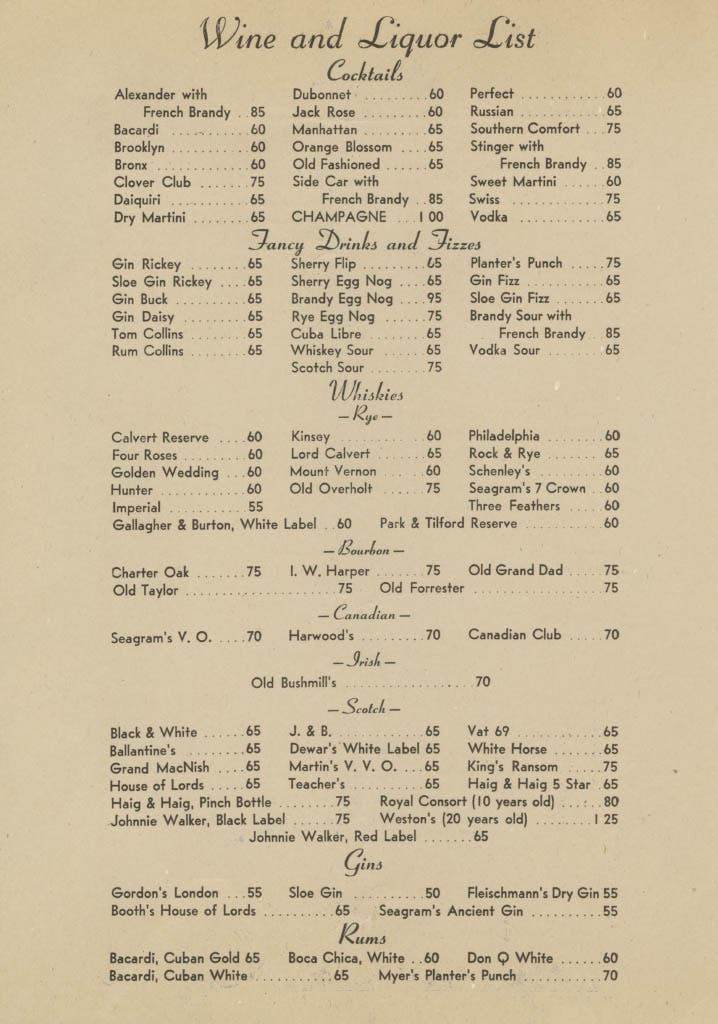 Wine and Liquor List
Cocktails
Alexander with Dubonnet ........ 60 Perfect ........... 60
French Brandy .. 85 Jack Rose ........ 60 Russian .......... 65
Bacardi ......... 60 Manhattan ...... 65 Southern Comfort ... 75
Brooklyn ......... 60 Orange Blossom .... 65 Stinger with
Bronx ........... 60 Old Fashioned ..... 65 French Brandy .. 85
Clover Club ....... 75 Side Car with Sweet Martini ...... 60
Daiquiri .......... 65 French Brandy .. 85 Swiss ............ 75
Dry Martini ........ 65 CHAMPAGNE ... 1 00 Vodka ........... 65
Fancy Drinks and Fizzes
Gin Rickey ........ 65 Sherry Flip ......... 65 Planter's Punch ..... 75
Sloe Gin Rickey .... 65 Sherry Egg Nog .... 65 Gin Fizz ........... 65
Gin Buck .......... 65 Brandy Egg Nog .... 95 Sloe Gin Fizz ....... 65
Gin Daisy ......... 65 Rye Egg Nog ...... 75 Brandy Sour with
Tom Collins ........ 65 Cuba Libre ........ 65 French Brandy .. 85
Rum Collins ........ 65 Whiskey Sour ...... 65 Vodka Sour ........ 65
Scotch Sour ....... 75
Whiskies
— Rye —
Calvert Reserve .... 60 Kinsey ........... 60 Philadelphia ........ 60
Four Roses ......... 60 Lord Calvert ....... 65 Rock & Rye ........ 65
Golden Wedding ... 60 Mount Vernon ..... 60 Schenley's ......... 60
Hunter ............ 60 Old Overholt ...... 75 Seagram's 7 Crown .. 60
Imperial ........... 55 Three Feathers ..... 60
Gallagher & Burton, White Label .. 60 Park & Tilford Reserve ........... 60
— Bourbon —
Charter Oak ....... 75 I. W. Harper ....... 75 Old Grand Dad ..... 75
Old Taylor .................... 75 Old Forrester ................. 75
— Canadian —
Seagram's V. O. .... 70 Harwood's ......... 70 Canadian Club ..... 70
— Irish —
Old Bushmill's .................. 70
— Scotch —
Black & White ...... 65 J. & B. ............ 65 Vat 69 ............ 65
Ballantine's ........ 65 Dewar's White Label 65 White Horse ....... 65
Grand MacNish .... 65 Martin's V. V. O. ... 65 King's Ransom ..... 75
House of Lords ..... 65 Teacher's .......... 65 Haig & Haig 5 Star . 65
Haig & Haig, Pinch Bottle ........ 75 Royal Consort (10 years old) ...... 80
Johnnie Walker, Black Label ...... 75 Weston's (20 years old) ........ 1 25
Johnnie Walker, Red Label ....... 65
Gins
Gordon's London ... 55 Sloe Gin .......... 50 Fleischmann's Dry Gin 55
Booth's House of Lords .......... 65 Seagram's Ancient Gin .......... 55
Rums
Bacardi, Cuban Gold 65 Boca Chica, White .. 60 Don Q White ...... 60
Bacardi, Cuban White ........... 65 Myer's Planter's Punch ........... 70